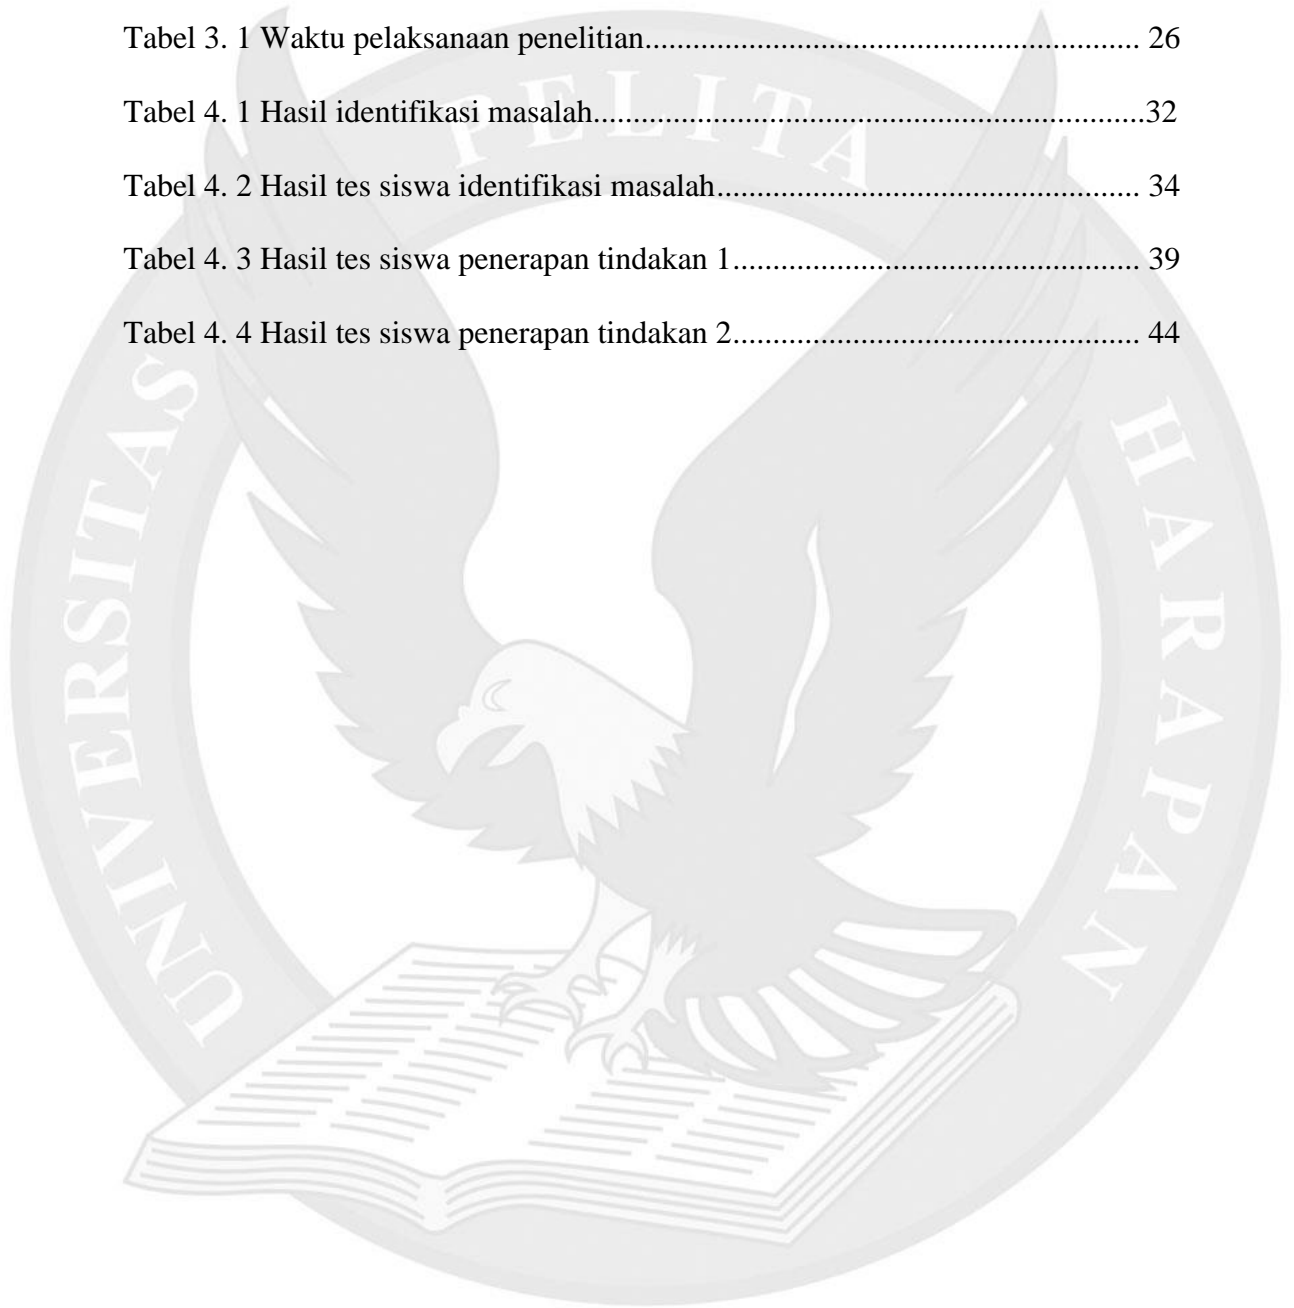 Tabel 3. 1 Waktu pelaksanaan penelitian.............................................................. 26
Tabel 4. 1 Hasil identifikasi masalah.....................................................................32
Tabel 4. 2 Hasil tes siswa identifikasi masalah..................................................... 34
Tabel 4. 3 Hasil tes siswa penerapan tindakan 1................................................... 39
Tabel 4. 4 Hasil tes siswa penerapan tindakan 2................................................... 44
UNIVERSITAS PELITA HARAPAN